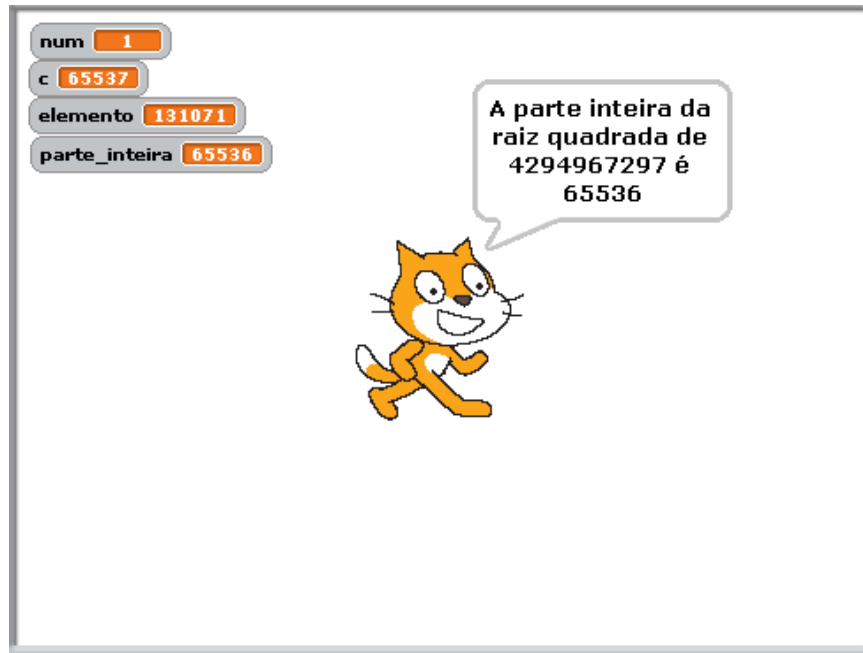 num 1
c 65537
elemento 131071
parte_inteira 65536
A parte inteira da
raiz quadrada de
4294967297 é
65536